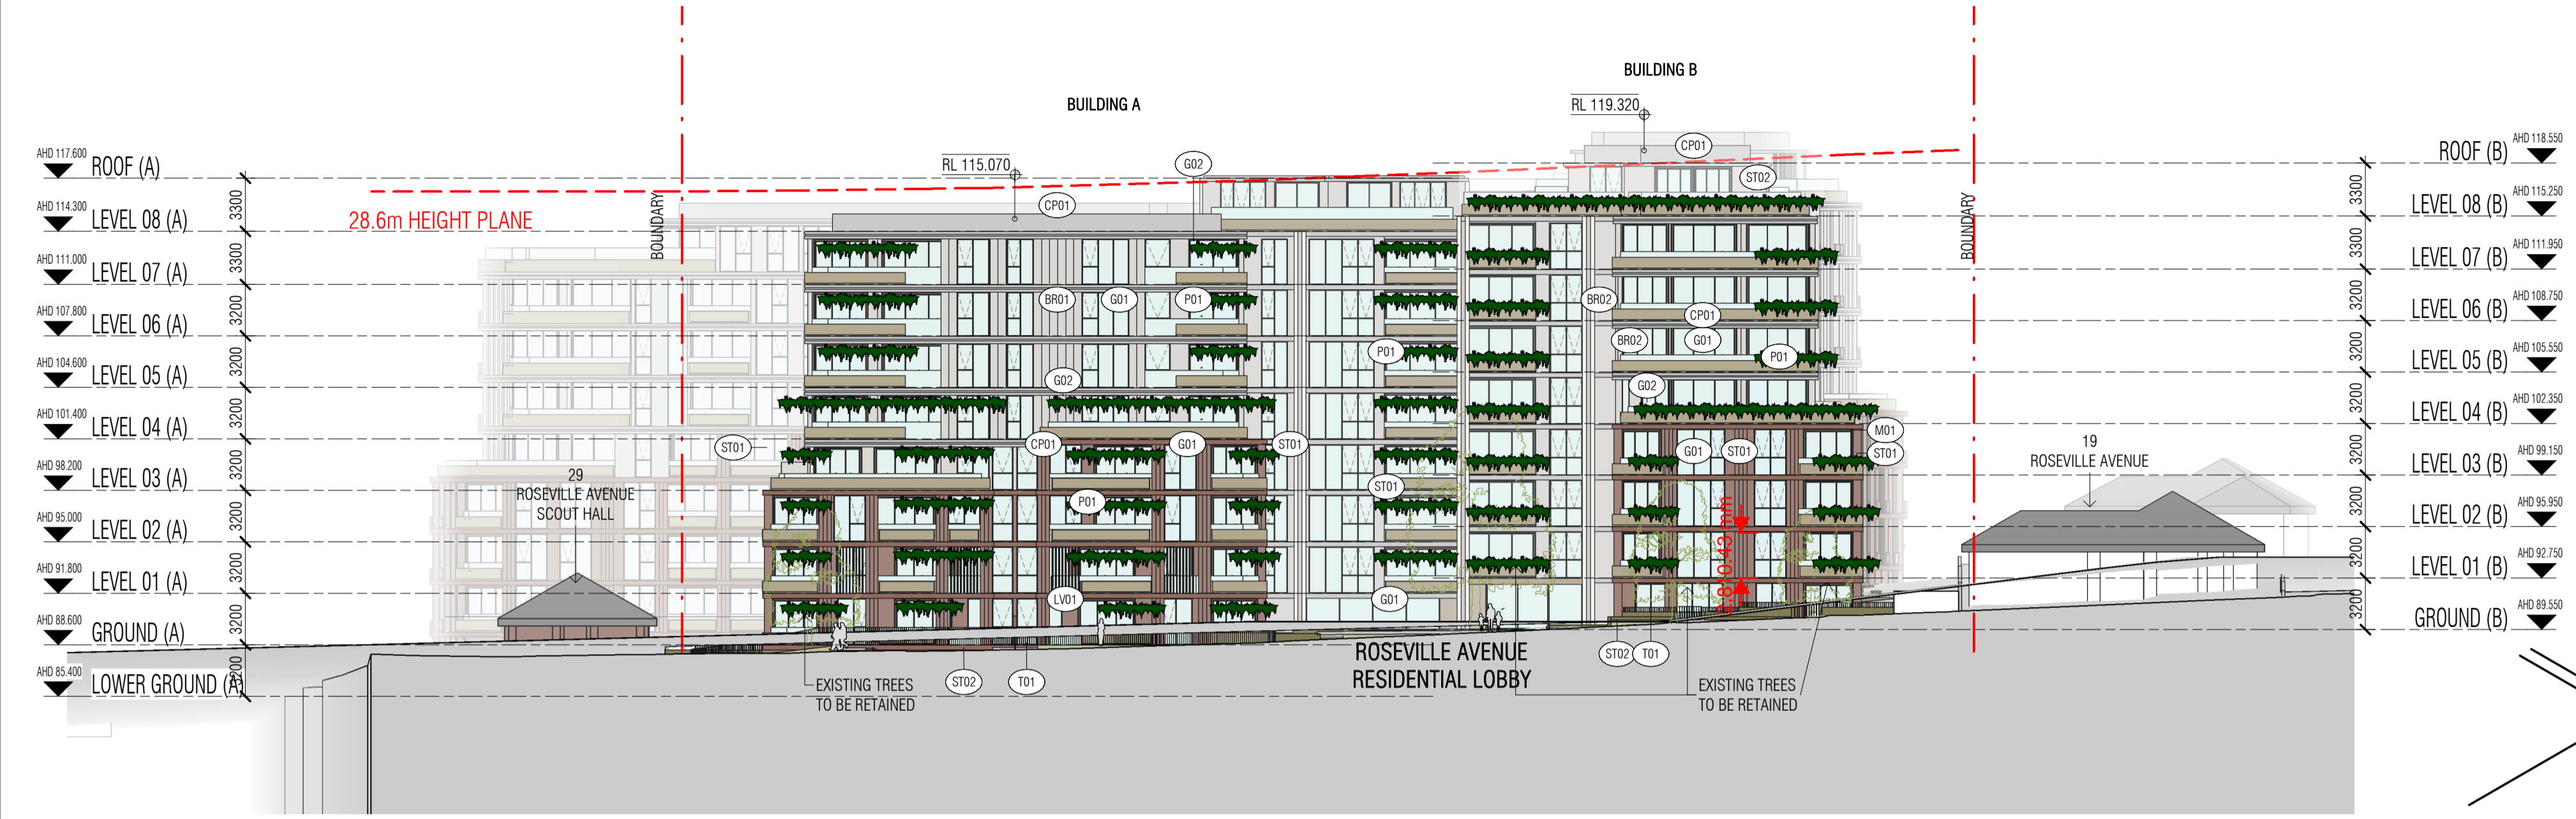 BUILDING B
BUILDING A
RL 119.320
RL 115.070
G02
CP01
ST02
CP01
28.6m HEIGHT PLANE
BOUNDARY
BOUNDARY
AHD 117.600
ROOF (A)
3300
AHD 114.300
LEVEL 08 (A)
3300
AHD 111.000
LEVEL 07 (A)
3200
AHD 107.800
LEVEL 06 (A)
3200
AHD 104.600
LEVEL 05 (A)
3200
AHD 101.400
LEVEL 04 (A)
3200
AHD 98.200
LEVEL 03 (A)
3200
AHD 95.000
LEVEL 02 (A)
3200
AHD 91.800
LEVEL 01 (A)
3200
AHD 88.600
GROUND (A)
3200
AHD 85.400
LOWER GROUND (A)
ROOF (B)
AHD 118.550
3300
LEVEL 08 (B)
AHD 115.250
3300
LEVEL 07 (B)
AHD 111.950
3200
LEVEL 06 (B)
AHD 108.750
3200
LEVEL 05 (B)
AHD 105.550
3200
LEVEL 04 (B)
AHD 102.350
3200
LEVEL 03 (B)
AHD 99.150
3200
LEVEL 02 (B)
AHD 95.950
3200
LEVEL 01 (B)
AHD 92.750
3200
GROUND (B)
AHD 89.550
BR01
G01
P01
BR02
CP01
BR02
G01
P01
P01
G02
G02
ST01
CP01
G01
ST01
G01
ST01
M01
ST01
ST01
P01
2,810.43 mm
LV01
G01
29
ROSEVILLE AVENUE
SCOUT HALL
19
ROSEVILLE AVENUE
ROSEVILLE AVENUE
RESIDENTIAL LOBBY
ST02
T01
ST02
T01
EXISTING TREES
TO BE RETAINED
EXISTING TREES
TO BE RETAINED